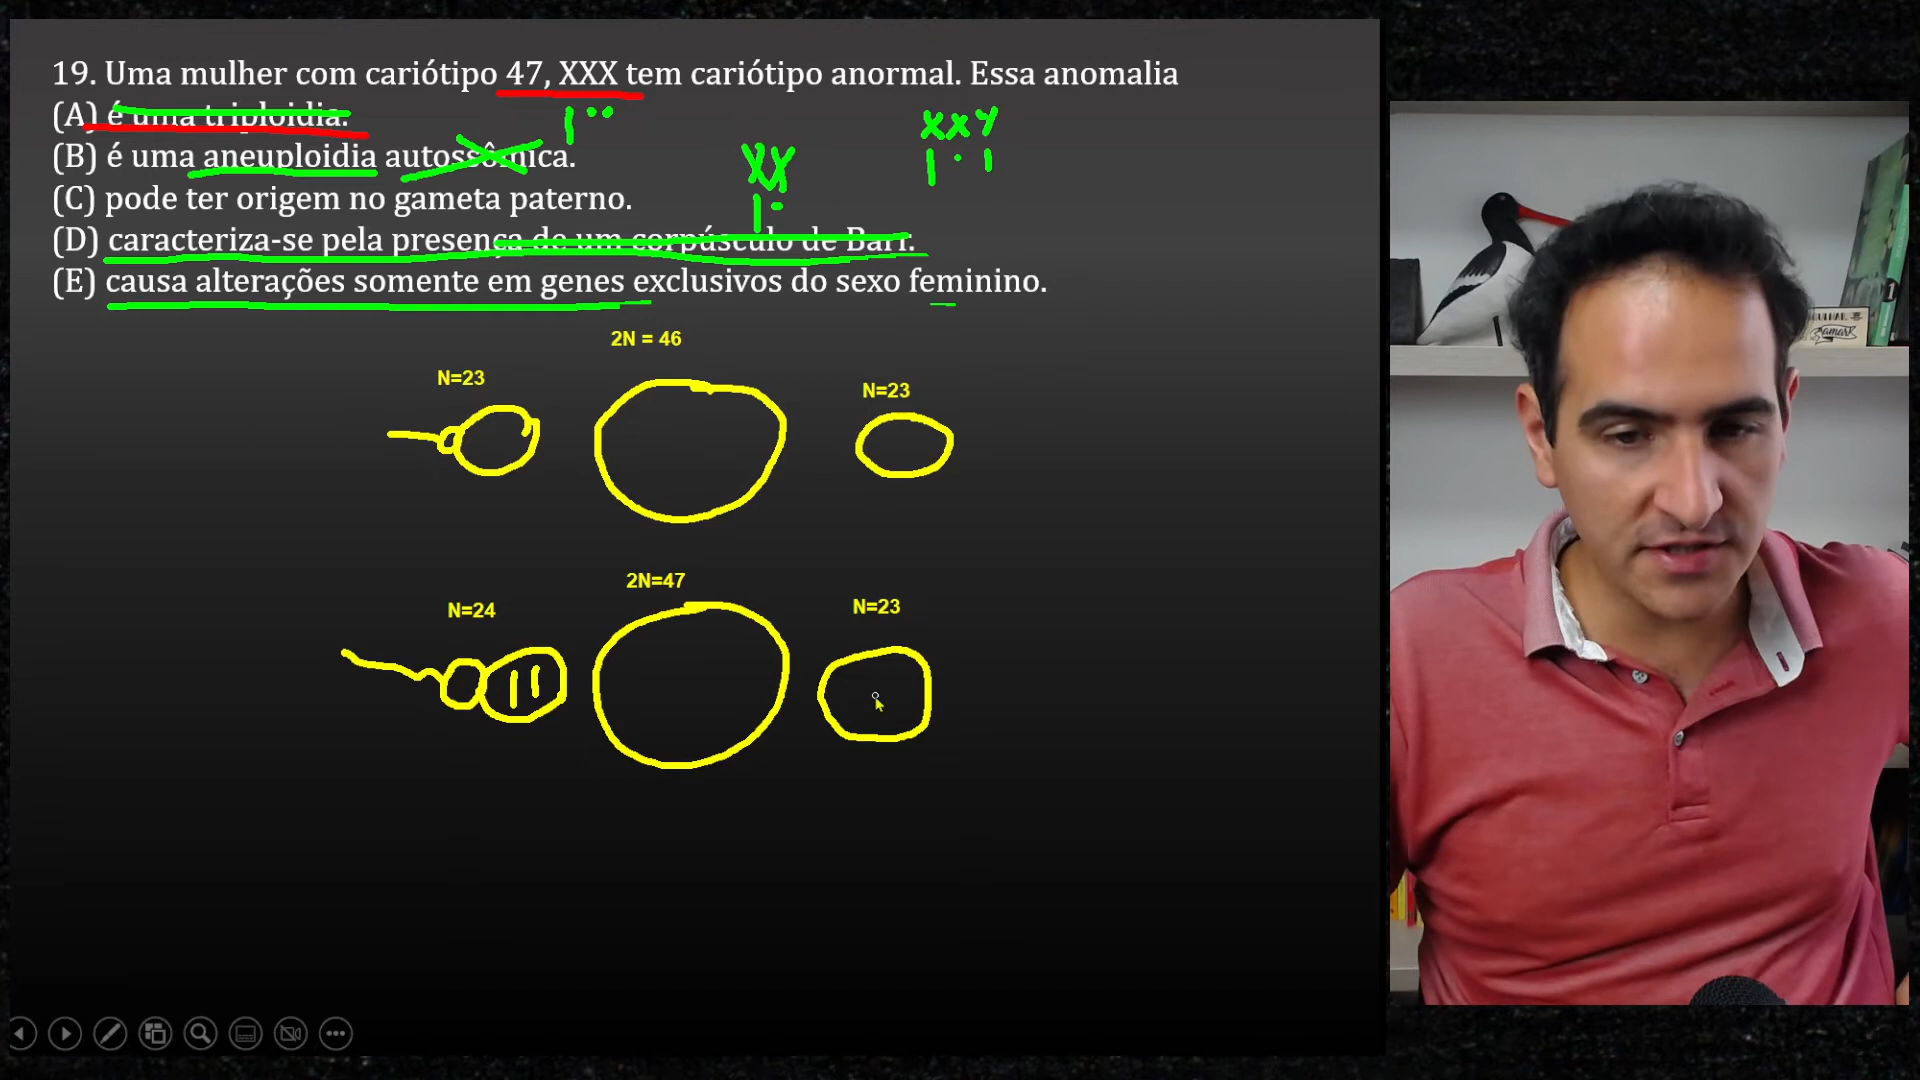 19. Uma mulher com cariótipo 47, XXX tem cariótipo anormal. Essa anomalia
(A) é uma triploidia.
(B) é uma aneuploidia autossômica.
(C) pode ter origem no gameta paterno.
(D) caracteriza-se pela presença de um corpúsculo de Barr.
(E) causa alterações somente em genes exclusivos do sexo feminino.
XX
XXY
2N = 46
N=23
N=23
2N=47
N=24
N=23
1